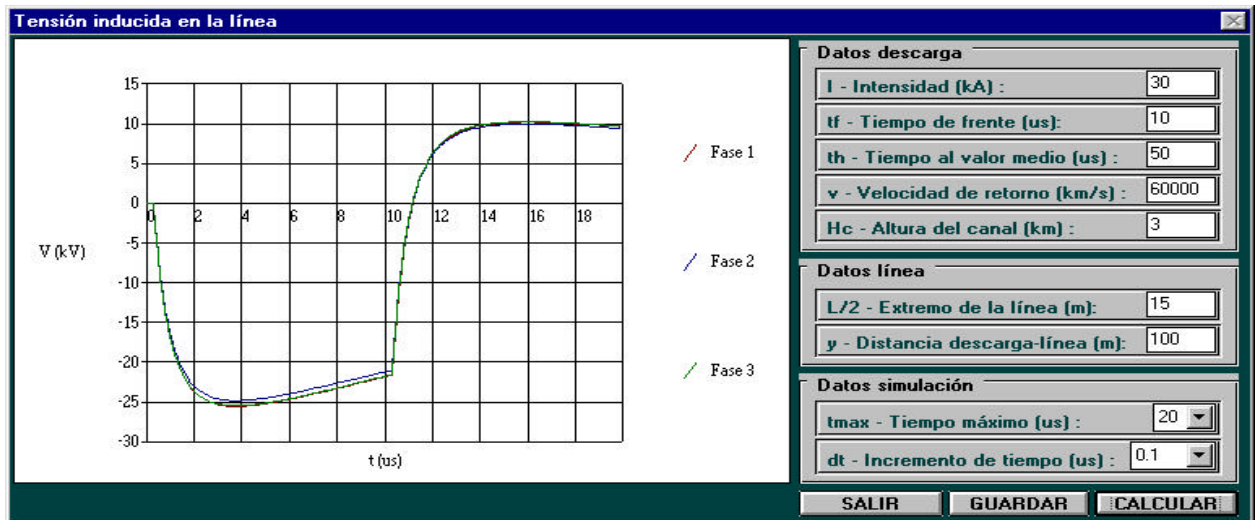 Tensión inducida en la línea
15
10
5
0
-5
-10
-15
-20
-25
-30
V (kV)
0 2 4 6 8 10 12 14 16 18
t (us)
Fase 1
Fase 2
Fase 3
Datos descarga
I - Intensidad (kA) : 30
tf - Tiempo de frente (us): 10
th - Tiempo al valor medio (us) : 50
v - Velocidad de retorno (km/s) : 60000
Hc - Altura del canal (km) : 3
Datos línea
L/2 - Extremo de la línea (m): 15
y - Distancia descarga-línea (m): 100
Datos simulación
tmax - Tiempo máximo (us) : 20
dt - Incremento de tiempo (us) : 0.1
SALIR GUARDAR CALCULAR